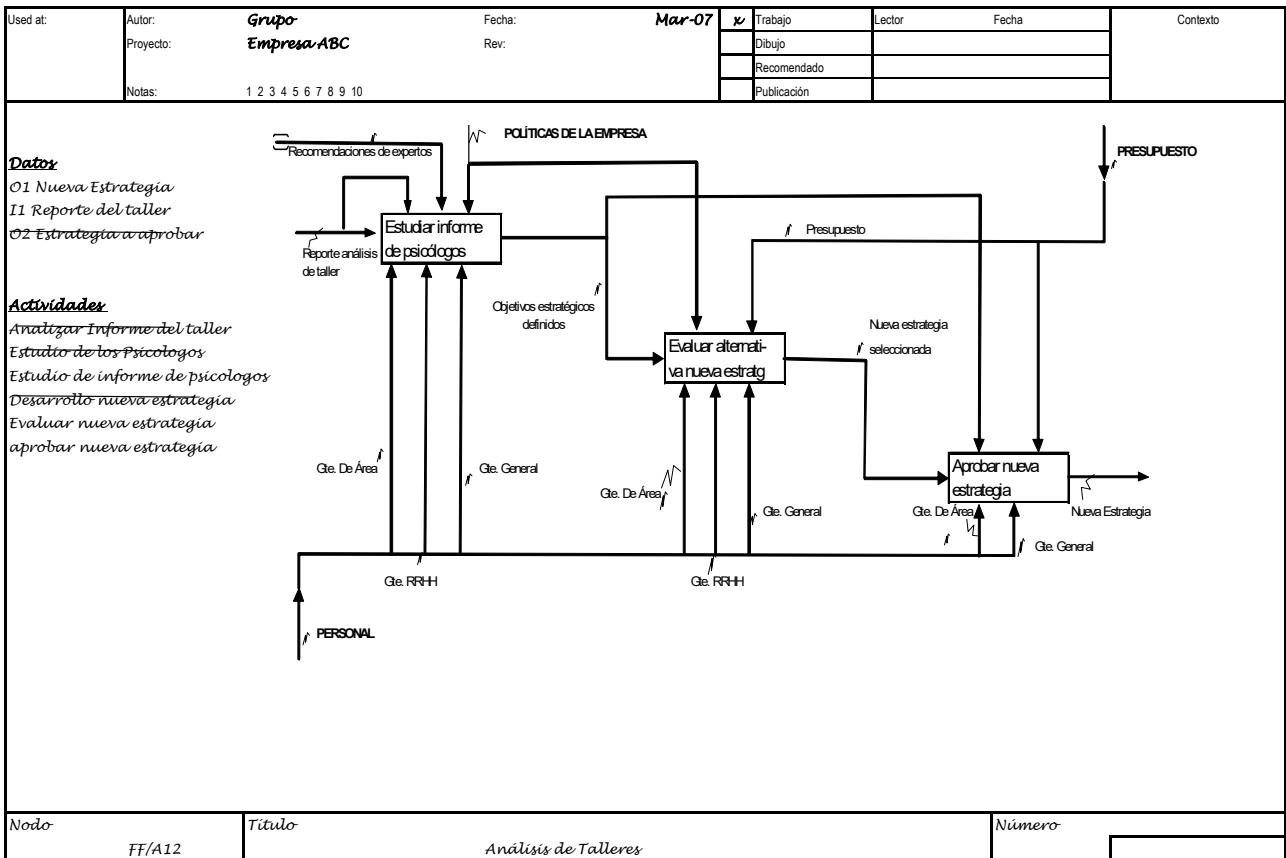 Used at:
Autor:
Grupo
Fecha:
Mar-07
x
Trabajo
Lector
Fecha
Contexto
Proyecto:
Empresa ABC
Rev:
Dibujo
Recomendado
Notas:
1 2 3 4 5 6 7 8 9 10
Publicación
Datos
O1 Nueva Estrategia
I1 Reporte del taller
O2 Estrategia a aprobar
Actividades
Analizar Informe del taller
Estudio de los Psicologos
Estudio de informe de psicologos
Desarrollo nueva estrategia
Evaluar nueva estrategia
aprobar nueva estrategia
Recomendaciones de expertos
POLÍTICAS DE LA EMPRESA
PRESUPUESTO
Estudiar informe
de psicólogos
Reporte análisis
de taller
Presupuesto
Objetivos estratégicos
definidos
Nueva estrategia
seleccionada
Evaluar alternati-
va nueva estratg
Aprobar nueva
estrategia
Nueva Estrategia
Gte. De Área
Gte. General
Gte. RRHH
Gte. De Área
Gte. General
Gte. RRHH
Gte. De Área
Gte. General
PERSONAL
Nodo
FF/A12
Título
Análisis de Talleres
Número